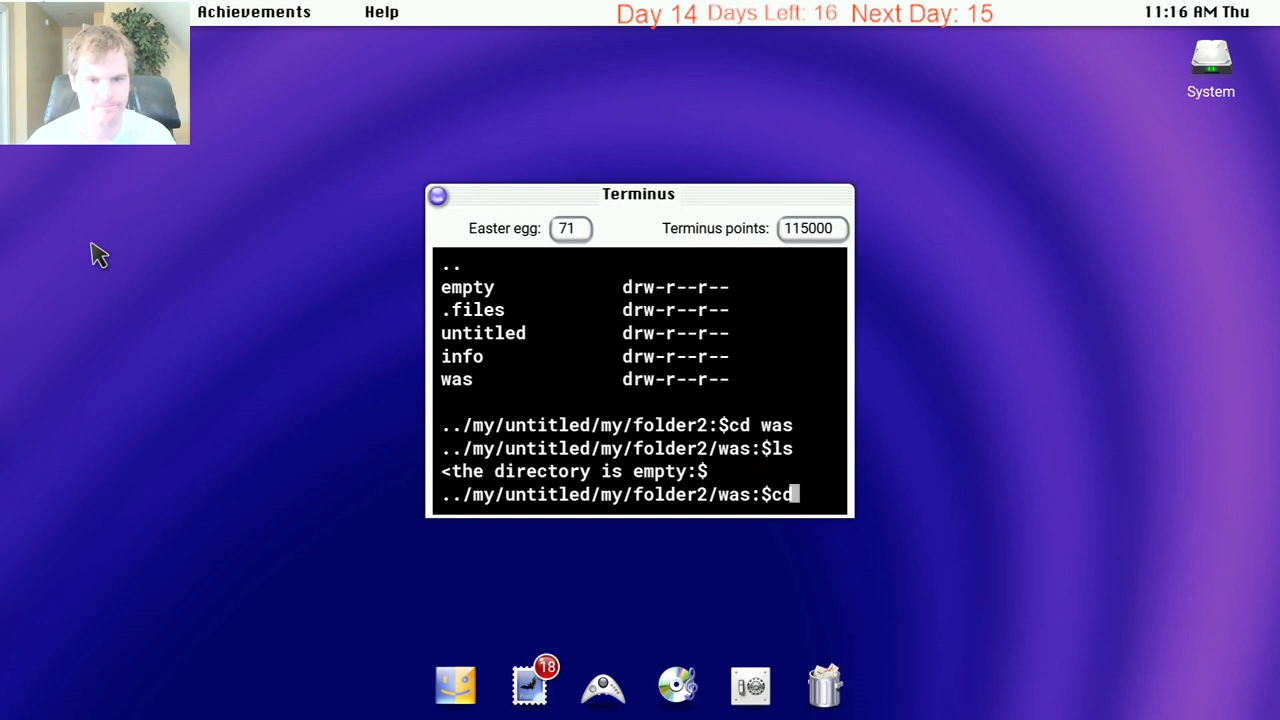 Achievements Help Day 14 Days Left: 16 Next Day: 15 11:16 AM Thu
System
Terminus
Easter egg: 71 Terminus points: 115000
..
empty drw-r--r--
.files drw-r--r--
untitled drw-r--r--
info drw-r--r--
was drw-r--r--
../my/untitled/my/folder2:$cd was
../my/untitled/my/folder2/was:$ls
<the directory is empty:$
../my/untitled/my/folder2/was:$cd
18